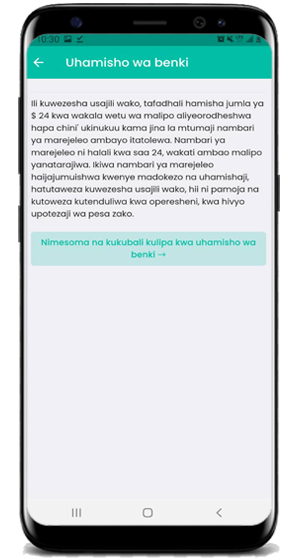 10:30
Uhamisho wa benki
Ili kuwezesha usajili wako, tafadhali hamisha jumla ya
$ 24 kwa wakala wetu wa malipo aliyeorodheshwa
hapa chini' ukinukuu kama jina la mtumaji nambari
ya marejeleo ambayo itatolewa. Nambari ya
marejeleo ni halali kwa saa 24, wakati ambao malipo
yanatarajiwa. Ikiwa nambari ya marejeleo
haijajumuishwa kwenye madokezo na uhamishaji,
hatutaweza kuwezesha usajili wako, hii ni pamoja na
kutoweza kutenduliwa kwa operesheni, kwa hivyo
upotezaji wa pesa zako.
Nimesoma na kukubali kulipa kwa uhamisho wa
benki →